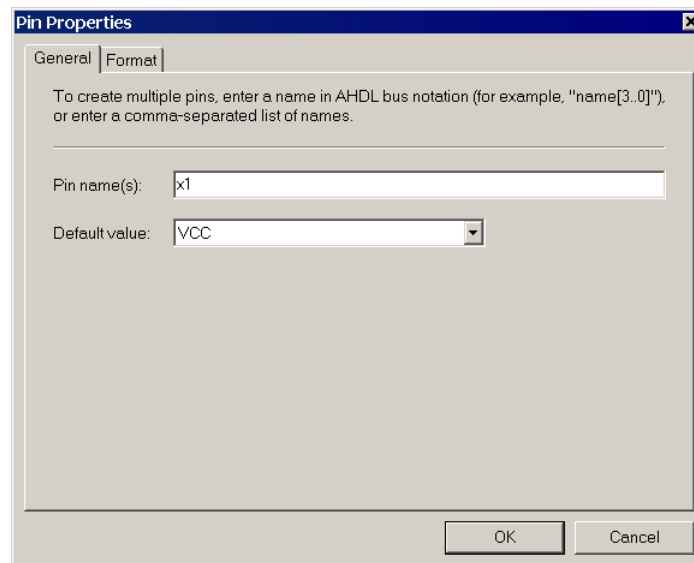 Pin Properties
General Format
To create multiple pins, enter a name in AHDL bus notation (for example, "name[3..0]"),
or enter a comma-separated list of names.
Pin name(s): x1
Default value: VCC
OK Cancel